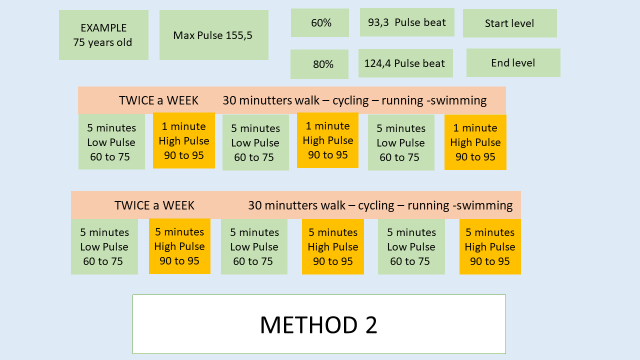 EXAMPLE
75 years old
Max Pulse 155,5
60%
93,3 Pulse beat
Start level
80%
124,4 Pulse beat
End level
TWICE a WEEK 30 minutters walk – cycling – running -swimming
5 minutes
Low Pulse
60 to 75
1 minute
High Pulse
90 to 95
5 minutes
Low Pulse
60 to 75
1 minute
High Pulse
90 to 95
5 minutes
Low Pulse
60 to 75
1 minute
High Pulse
90 to 95
TWICE a WEEK 30 minutters walk – cycling – running -swimming
5 minutes
Low Pulse
60 to 75
5 minutes
High Pulse
90 to 95
5 minutes
Low Pulse
60 to 75
5 minutes
High Pulse
90 to 95
5 minutes
Low Pulse
60 to 75
5 minutes
High Pulse
90 to 95
METHOD 2